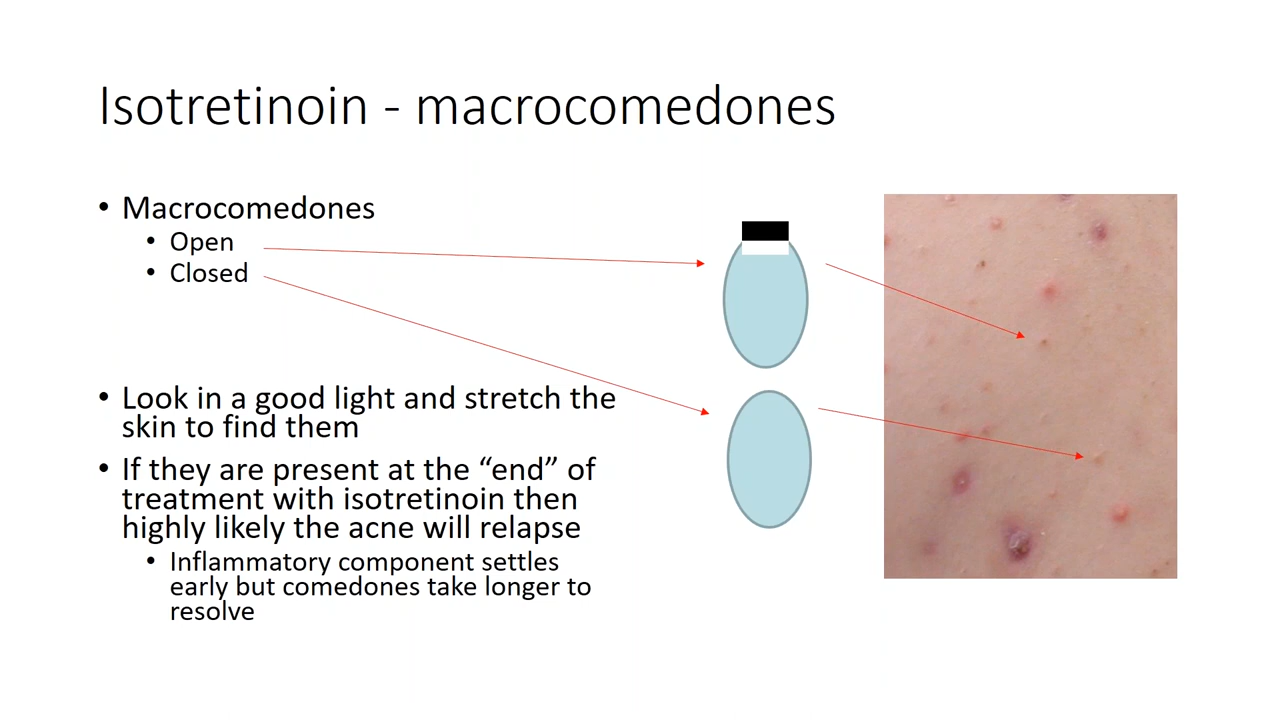 Isotretinoin - macrocomedones
• Macrocomedones
• Open
• Closed
• Look in a good light and stretch the
skin to find them
• If they are present at the “end” of
treatment with isotretinoin then
highly likely the acne will relapse
• Inflammatory component settles
early but comedones take longer to
resolve